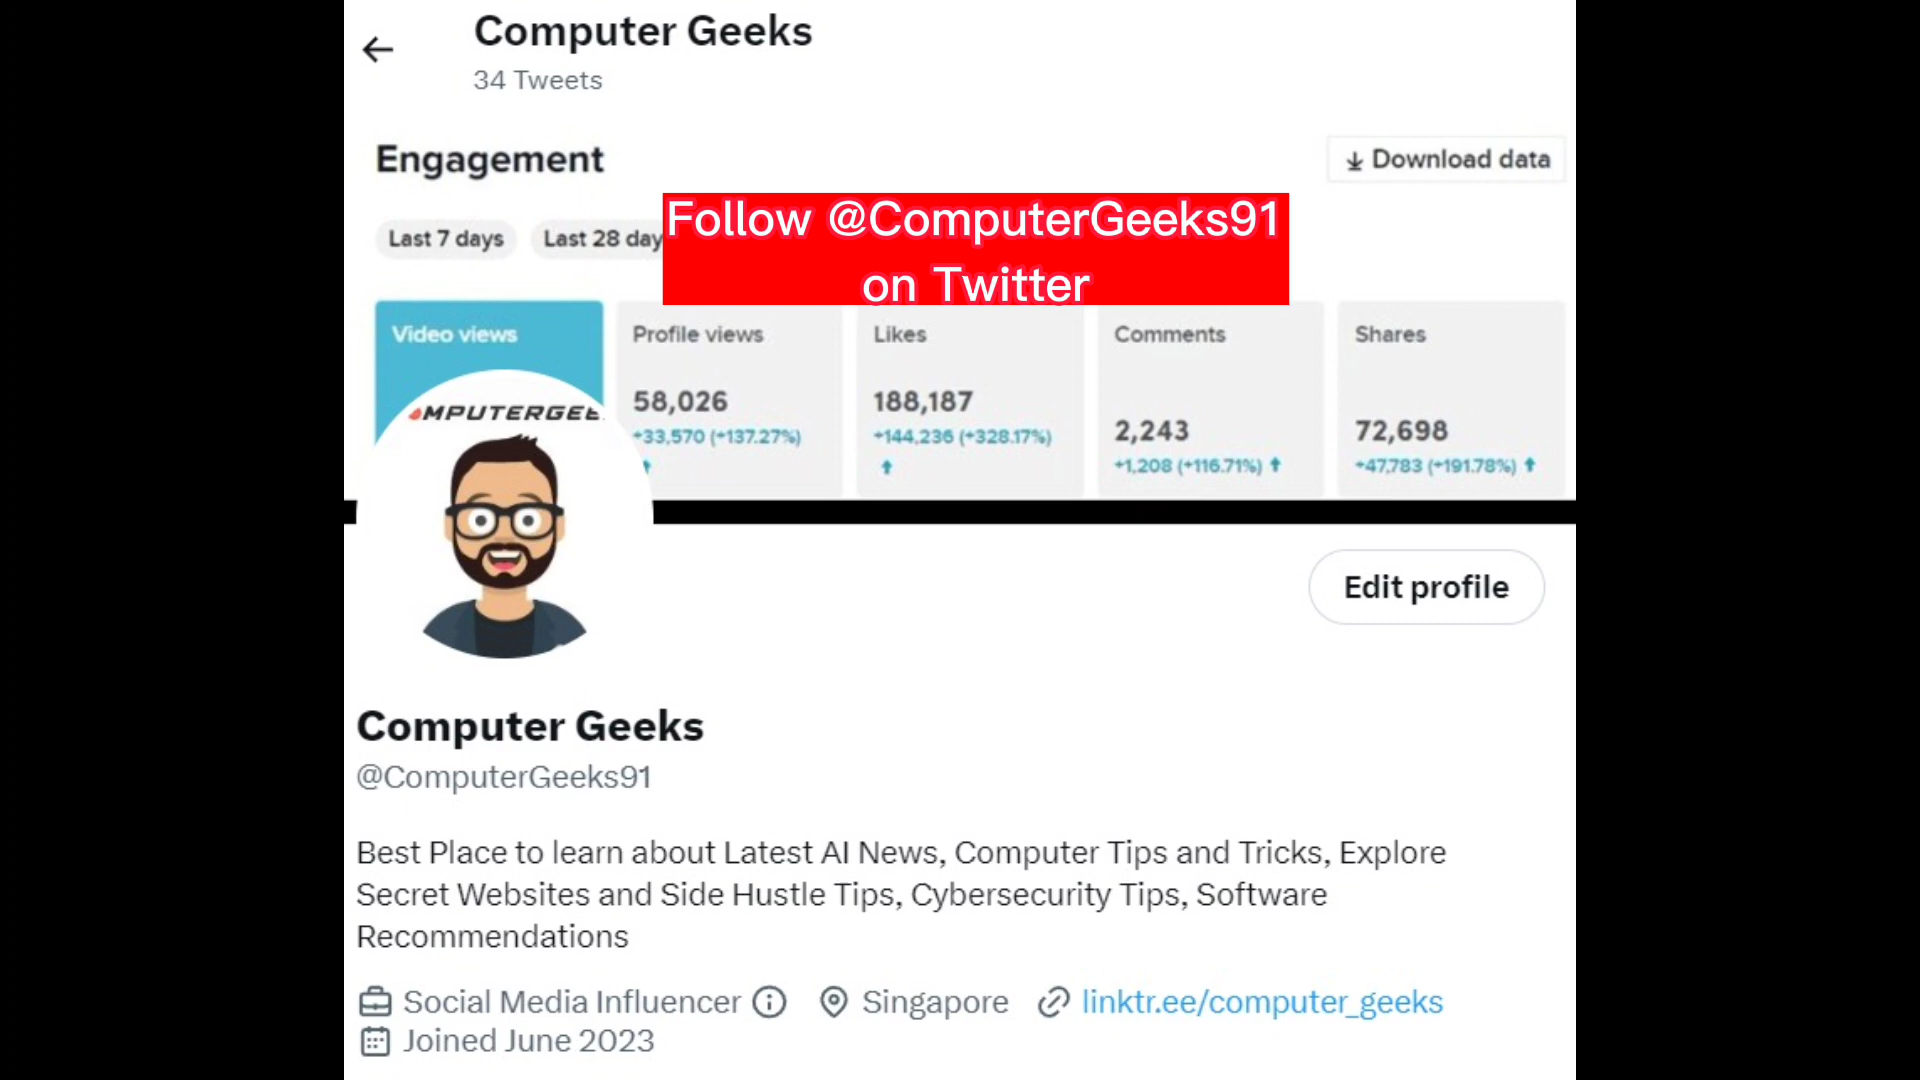 Computer Geeks
34 Tweets
Engagement
Download data
Last 7 days
Last 28 day
Follow @ComputerGeeks91
on Twitter
Video views
Profile views
58,026
+33,570 (+137.27%)
Likes
188,187
+144,236 (+328.17%)
Comments
2,243
+1,208 (+116.71%)
Shares
72,698
+47,783 (+191.78%)
MPUTERGEE
Edit profile
Computer Geeks
@ComputerGeeks91
Best Place to learn about Latest AI News, Computer Tips and Tricks, Explore
Secret Websites and Side Hustle Tips, Cybersecurity Tips, Software
Recommendations
Social Media Influencer Singapore linktr.ee/computer_geeks
Joined June 2023